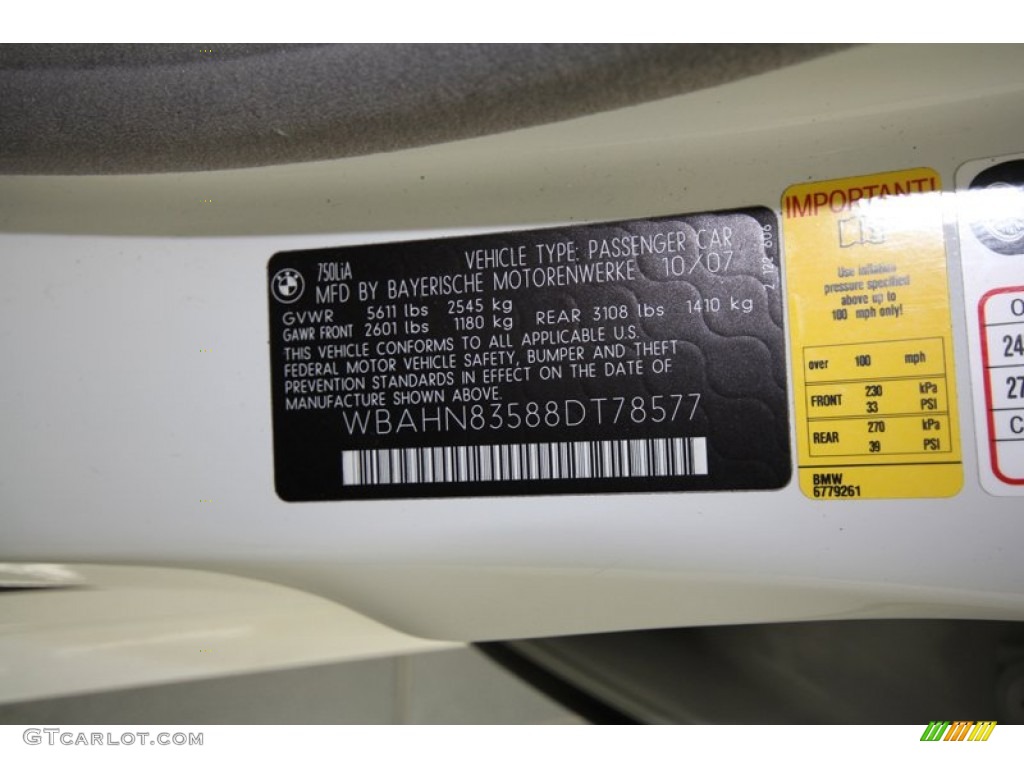 750LiA
VEHICLE TYPE: PASSENGER CAR
MFD BY BAYERISCHE MOTORENWERKE 10/07
GVWR 5611 lbs 2545 kg
GAWR FRONT 2601 lbs 1180 kg REAR 3108 lbs 1410 kg
THIS VEHICLE CONFORMS TO ALL APPLICABLE U.S.
FEDERAL MOTOR VEHICLE SAFETY, BUMPER AND THEFT
PREVENTION STANDARDS IN EFFECT ON THE DATE OF
MANUFACTURE SHOWN ABOVE.
WBAHN83588DT78577
IMPORTANT!
Use inflation
pressure specified
above up to
100 mph only!
over 100 mph
FRONT 230 kPa
33 PSI
REAR 270 kPa
39 PSI
BMW
6779261
24
27
GTCARLOT.COM